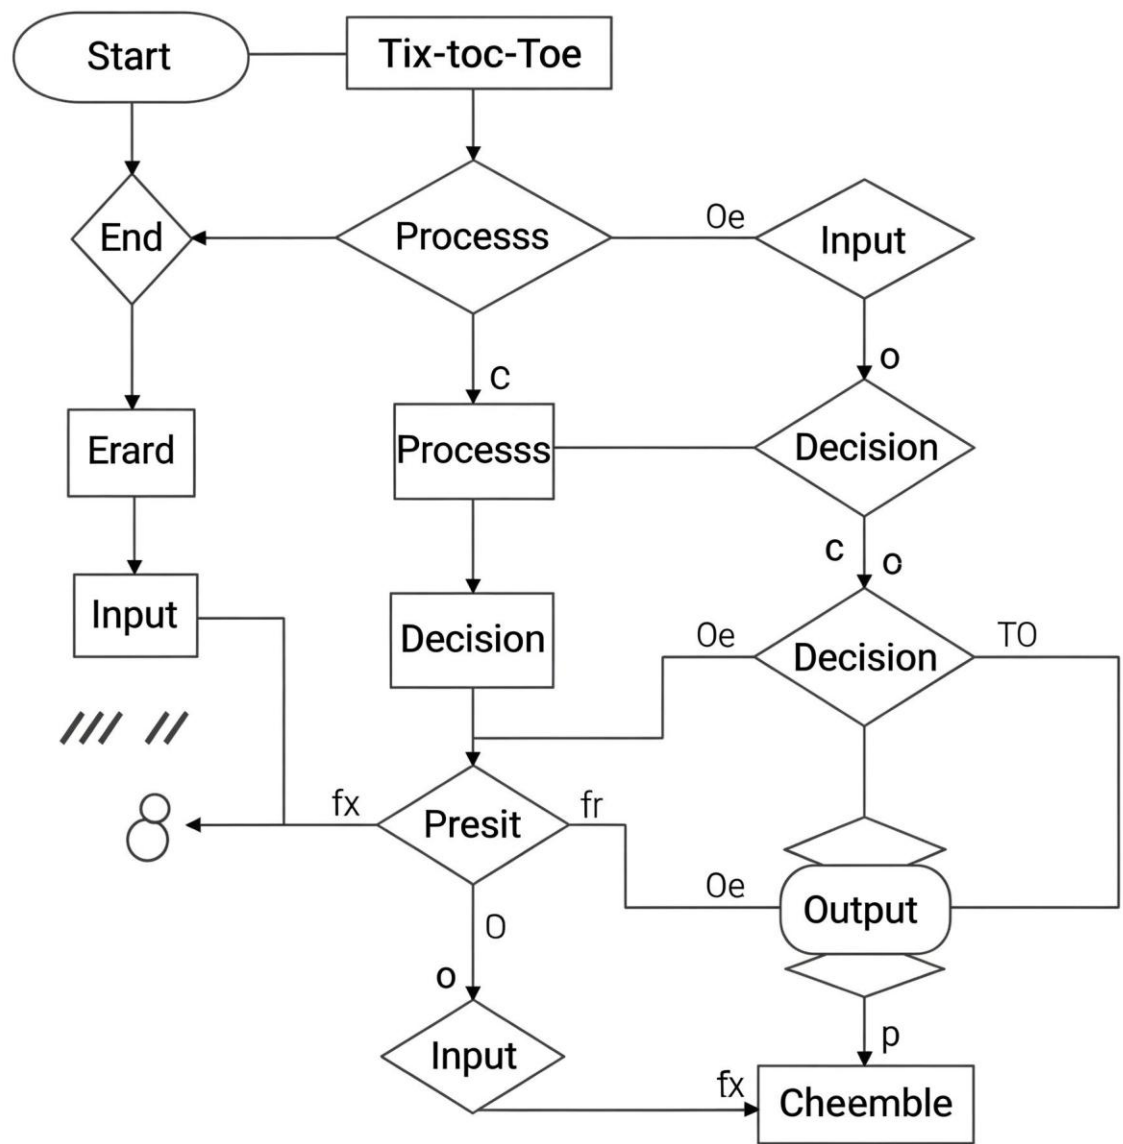 Start
Tix-toc-Toe
End
Processs
Oe
Input
c
o
Erard
Processs
Decision
c
o
Input
Decision
Oe
Decision
TO
fx
Presit
fr
Oe
Output
O
o
Input
p
fx
Cheemble